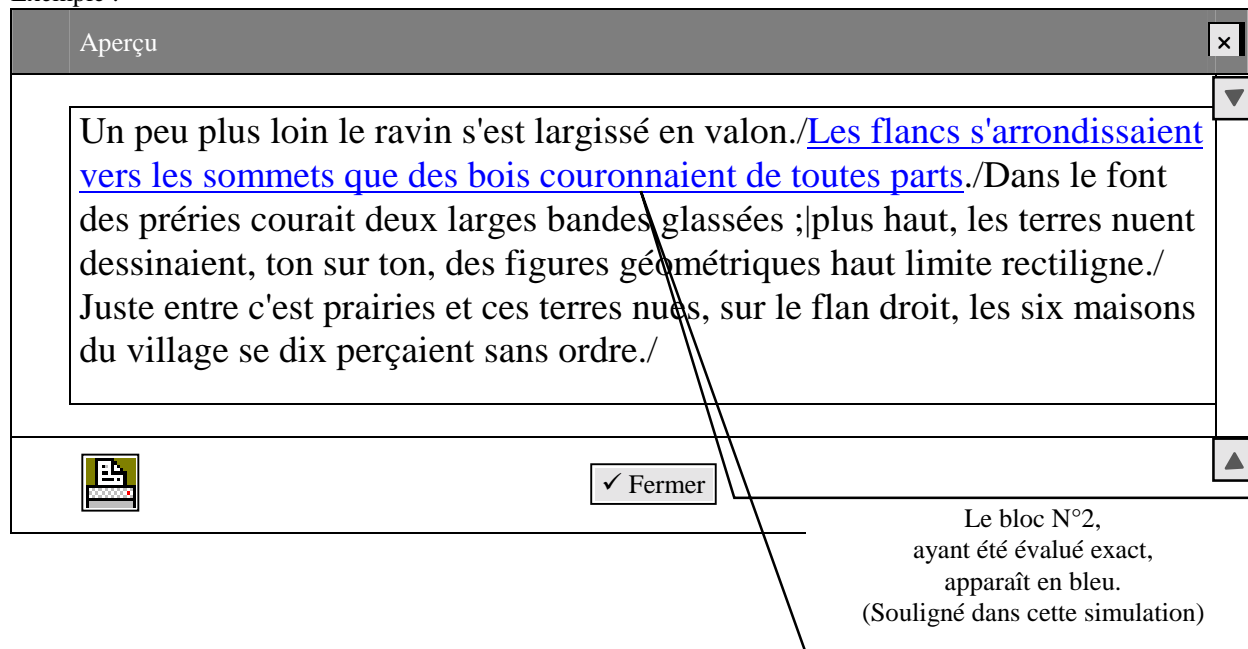 Exemple :
Aperçu
×
Un peu plus loin le ravin s'est largissé en valon./Les flancs s'arrondissaient
vers les sommets que des bois couronnaient de toutes parts./Dans le font
des préries courait deux larges bandes glassées ;|plus haut, les terres nuent
dessinaient, ton sur ton, des figures géométriques haut limite rectiligne./
Juste entre c'est prairies et ces terres nues, sur le flan droit, les six maisons
du village se dix perçaient sans ordre./
✓ Fermer
Le bloc N°2,
ayant été évalué exact,
apparaît en bleu.
(Souligné dans cette simulation)